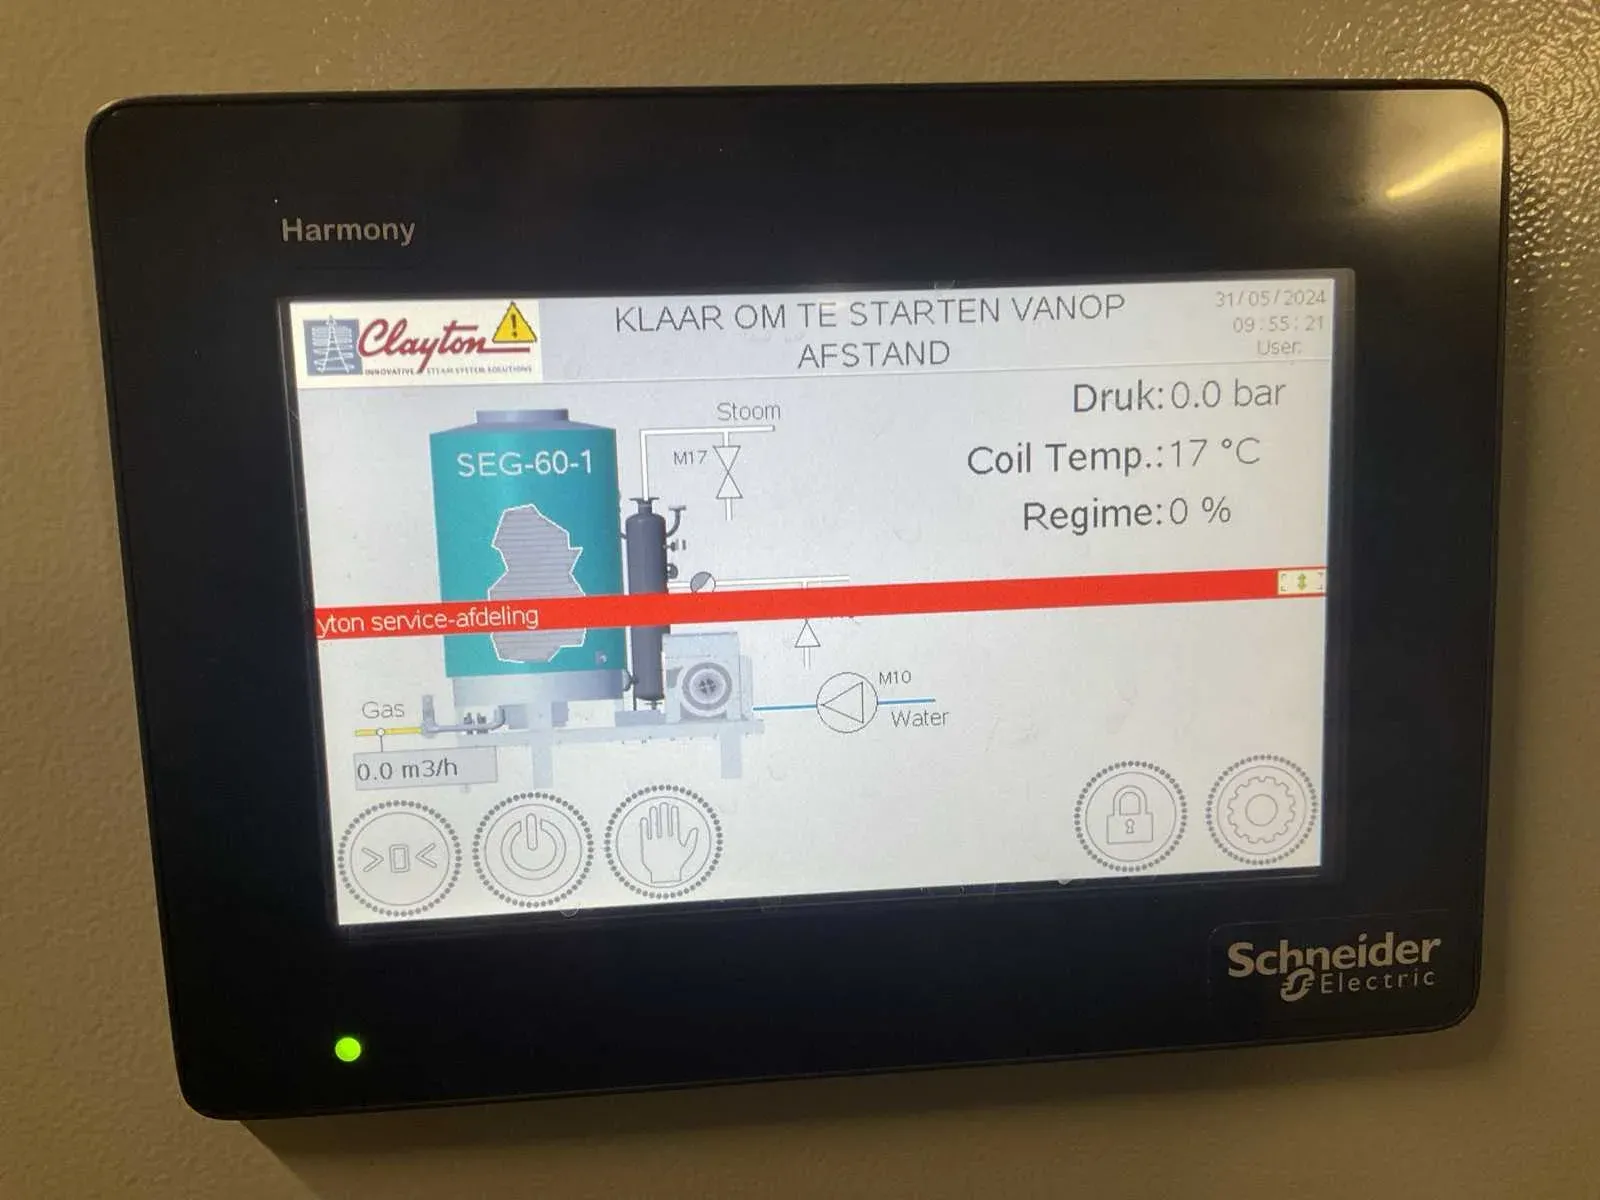 Harmony
Clayton
INNOVATIVE STEAM SYSTEM SOLUTIONS
KLAAR OM TE STARTEN VANOP
AFSTAND
31/05/2024
09:55:21
User:
Druk: 0.0 bar
Stoom
SEG-60-1
M17
Coil Temp.: 17 °C
Regime: 0 %
yton service-afdeling
M10
Water
Gas
0.0 m3/h
Schneider
Electric